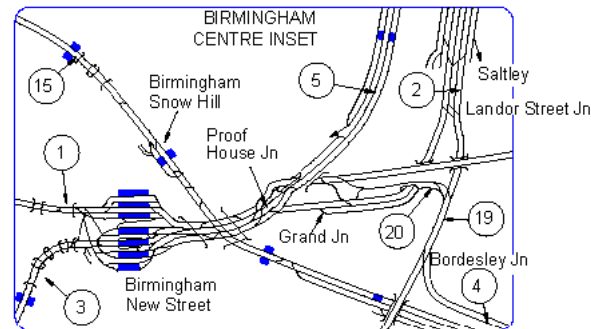 BIRMINGHAM
CENTRE INSET
15
Birmingham
Snow Hill
5
2
Saltley
Landor Street Jn
Proof
House Jn
1
Grand Jn
20
19
Bordesley Jn
3
Birmingham
New Street
4